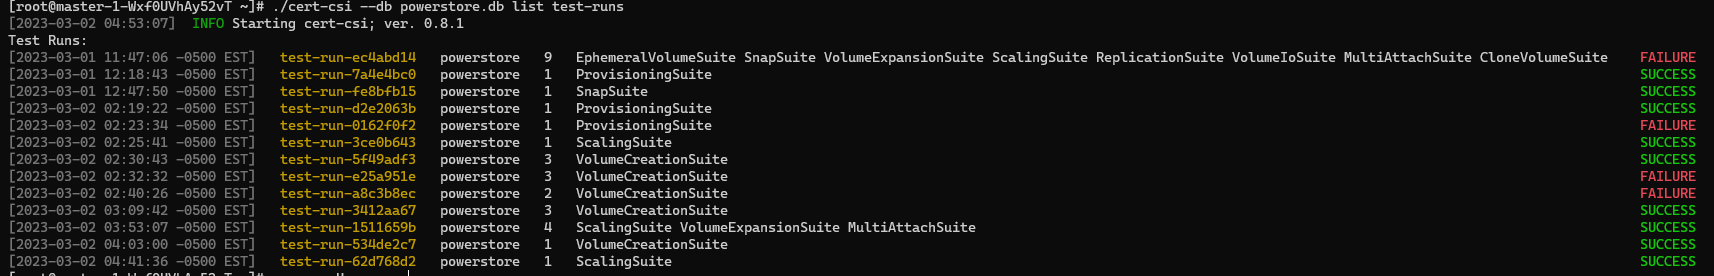 [root@master-1-Wxf0UVhAy52vT ~]# ./cert-csi --db powerstore.db list test-runs
[2023-03-02 04:53:07]  INFO Starting cert-csi; ver. 0.8.1
Test Runs:
[2023-03-01 11:47:06 -0500 EST]   test-run-ec4abd14   powerstore   9   EphemeralVolumeSuite SnapSuite VolumeExpansionSuite ScalingSuite ReplicationSuite VolumeIoSuite MultiAttachSuite CloneVolumeSuite    FAILURE
[2023-03-01 12:18:43 -0500 EST]   test-run-7a4e4bc0   powerstore   1   ProvisioningSuite   SUCCESS
[2023-03-01 12:47:50 -0500 EST]   test-run-fe8bfb15   powerstore   1   SnapSuite   SUCCESS
[2023-03-02 02:19:22 -0500 EST]   test-run-d2e2063b   powerstore   1   ProvisioningSuite   SUCCESS
[2023-03-02 02:23:34 -0500 EST]   test-run-0162f0f2   powerstore   1   ProvisioningSuite   FAILURE
[2023-03-02 02:25:41 -0500 EST]   test-run-3ce0b643   powerstore   1   ScalingSuite   SUCCESS
[2023-03-02 02:30:43 -0500 EST]   test-run-5f49adf3   powerstore   3   VolumeCreationSuite   SUCCESS
[2023-03-02 02:32:32 -0500 EST]   test-run-e25a951e   powerstore   3   VolumeCreationSuite   FAILURE
[2023-03-02 02:40:26 -0500 EST]   test-run-a8c3b8ec   powerstore   2   VolumeCreationSuite   FAILURE
[2023-03-02 03:09:42 -0500 EST]   test-run-3412aa67   powerstore   3   VolumeCreationSuite   SUCCESS
[2023-03-02 03:53:07 -0500 EST]   test-run-1511659b   powerstore   4   ScalingSuite VolumeExpansionSuite MultiAttachSuite   SUCCESS
[2023-03-02 04:03:00 -0500 EST]   test-run-534de2c7   powerstore   1   VolumeCreationSuite   SUCCESS
[2023-03-02 04:41:36 -0500 EST]   test-run-62d768d2   powerstore   1   ScalingSuite   SUCCESS